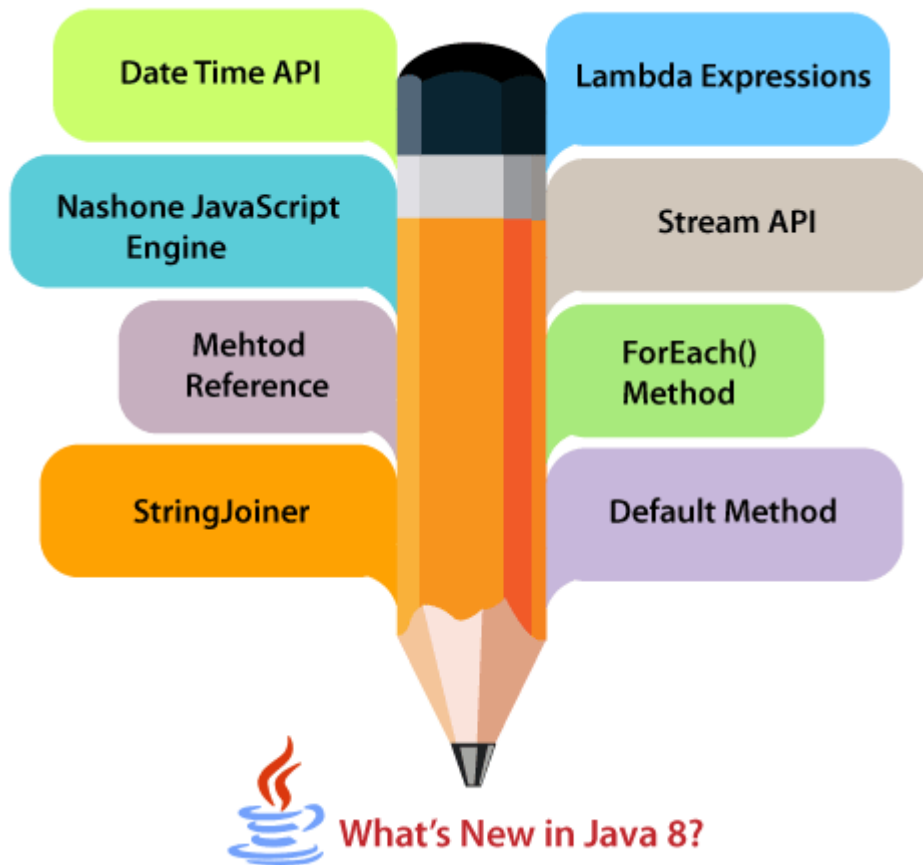 Date Time API
Lambda Expressions
Nashone JavaScript
Engine
Stream API
Mehtod
Reference
ForEach()
Method
StringJoiner
Default Method
What's New in Java 8?